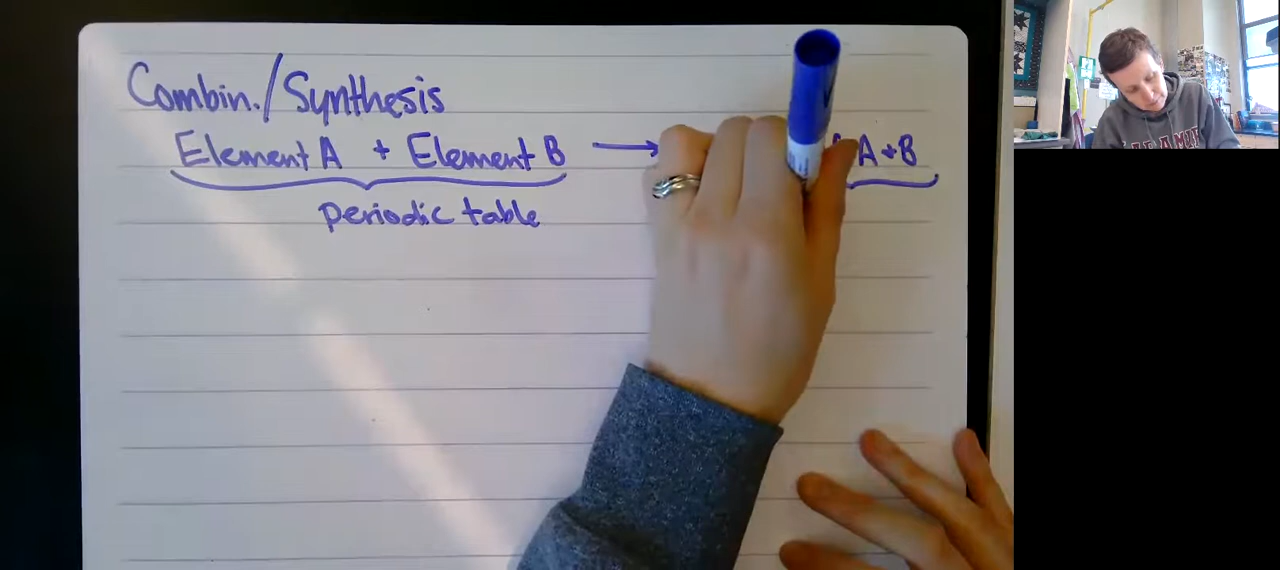 Combin./Synthesis
Element A + Element B → A+B
periodic table